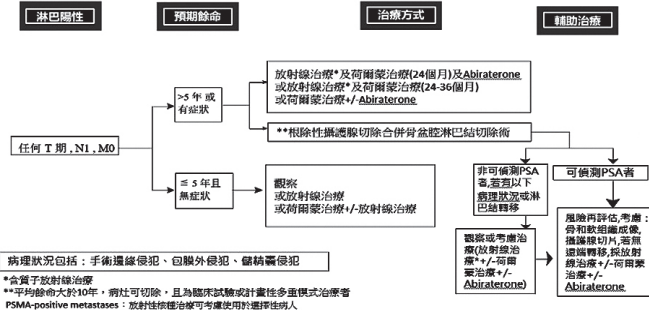 淋巴陽性
預期餘命
治療方式
輔助治療
任何 T 期 , N1 , M0
>5 年 或
有症狀
≦ 5 年且
無症狀
放射線治療*及荷爾蒙治療(24個月)及Abiraterone
或放射線治療*及荷爾蒙治療(24-36個月)
或荷爾蒙治療+/-Abiraterone
**根除性攝護腺切除合併骨盆腔淋巴結切除術
觀察
或放射線治療
或荷爾蒙治療+/-放射線治療
非可偵測PSA
者,若有以下
病理狀況或淋
巴結轉移
可偵測PSA者
觀察或考慮治
療(放射線治
療*+/-荷爾
蒙治療+/-
Abiraterone)
風險再評估,考慮：
骨和軟組織成像,
攝護腺切片,若無
遠端轉移,採放射
線治療+/-荷爾
蒙治療+/-
Abiraterone
病理狀況包括：手術邊緣侵犯、包膜外侵犯、儲精囊侵犯
*含質子放射線治療
**平均餘命大於10年，病灶可切除，且為臨床試驗或計畫性多重模式治療者
PSMA-positive metastases：放射性核種治療可考慮使用於選擇性病人